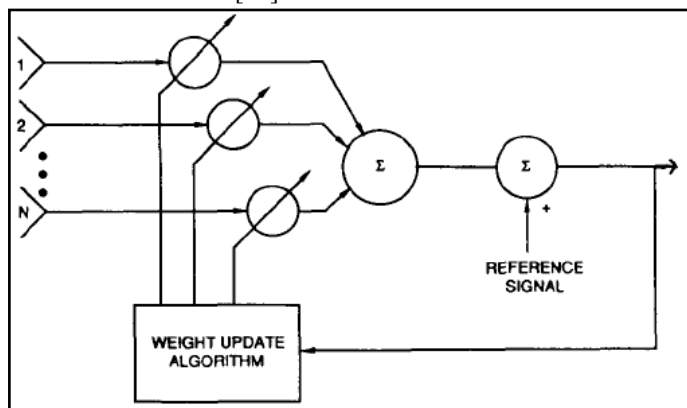 [
]
1
2
N
Σ
Σ
+
REFERENCE
SIGNAL
WEIGHT UPDATE
ALGORITHM